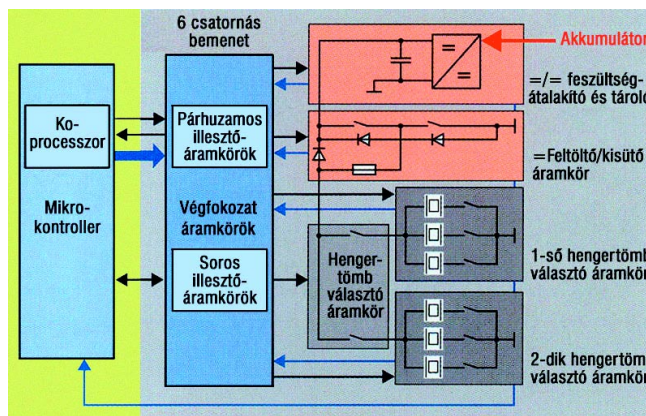 6 csatornás
bemenet
Akkumulátor
=/= feszültség-
átalakító és tároló
Ko-
processzor
Párhuzamos
illesztő-
áramkörök
=Feltöltő/kisütő
áramkör
Mikro-
kontroller
Végfokozat
áramkörök
Soros
illesztő-
áramkörök
Henger-
tömb
választó
áramkör
1-ső hengertömb
választó áramkör
2-dik hengertömb
választó áramkör